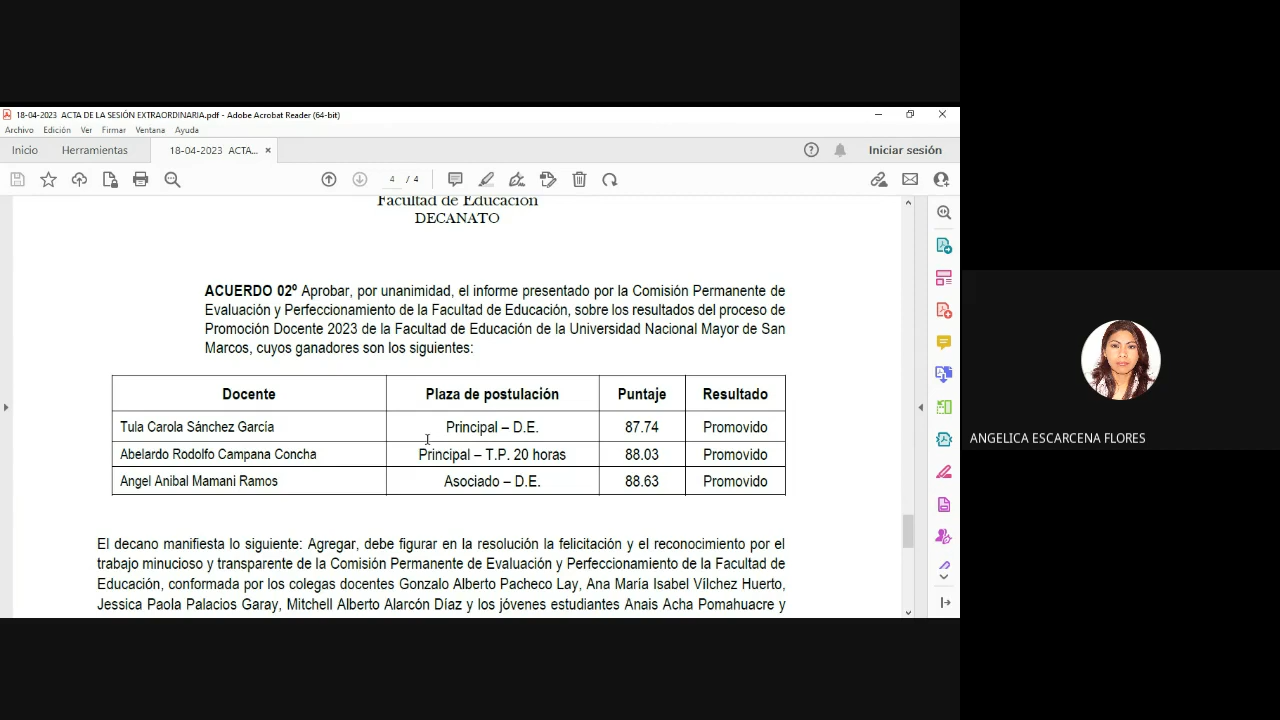 18-04-2023 ACTA DE LA SESIÓN EXTRAORDINARIA.pdf - Adobe Acrobat Reader (64-bit)
Archivo Edición Ver Firmar Ventana Ayuda
Inicio Herramientas 18-04-2023 ACTA... × Iniciar sesión
4 / 4
Facultad de Educación
DECANATO
ACUERDO 02º Aprobar, por unanimidad, el informe presentado por la Comisión Permanente de
Evaluación y Perfeccionamiento de la Facultad de Educación, sobre los resultados del proceso de
Promoción Docente 2023 de la Facultad de Educación de la Universidad Nacional Mayor de San
Marcos, cuyos ganadores son los siguientes:
Docente Plaza de postulación Puntaje Resultado
Tula Carola Sánchez García Principal – D.E. 87.74 Promovido
Abelardo Rodolfo Campana Concha Principal – T.P. 20 horas 88.03 Promovido
Angel Anibal Mamani Ramos Asociado – D.E. 88.63 Promovido
El decano manifiesta lo siguiente: Agregar, debe figurar en la resolución la felicitación y el reconocimiento por el
trabajo minucioso y transparente de la Comisión Permanente de Evaluación y Perfeccionamiento de la Facultad de
Educación, conformada por los colegas docentes Gonzalo Alberto Pacheco Lay, Ana María Isabel Vílchez Huerto,
Jessica Paola Palacios Garay, Mitchell Alberto Alarcón Díaz y los jóvenes estudiantes Anais Acha Pomahuacre y
ANGELICA ESCARCENA FLORES